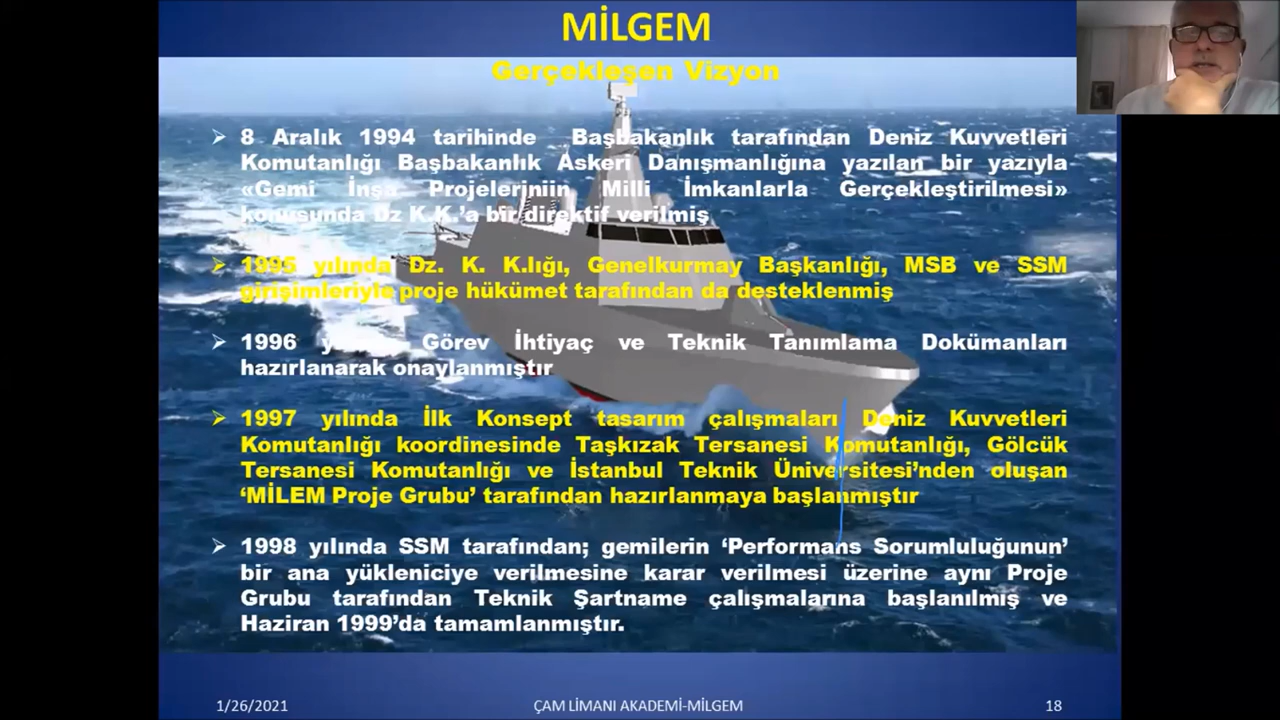 MİLGEM
Gerçekleşen Vizyon
➢ 8 Aralık 1994 tarihinde Başbakanlık tarafından Deniz Kuvvetleri
Komutanlığı Başbakanlık Askeri Danışmanlığına yazılan bir yazıyla
«Gemi İnşa Projeleriniin Milli İmkanlarla Gerçekleştirilmesi»
konusunda Dz K.K.’a bir direktif verilmiş
➢ 1995 yılında Dz. K. K.lığı, Genelkurmay Başkanlığı, MSB ve SSM
girişimleriyle proje hükümet tarafından da desteklenmiş
➢ 1996 Görev İhtiyaç ve Teknik Tanımlama Dokümanları
hazırlanarak onaylanmıştır
➢ 1997 yılında İlk Konsept tasarım çalışmaları Deniz Kuvvetleri
Komutanlığı koordinesinde Taşkızak Tersanesi Komutanlığı, Gölcük
Tersanesi Komutanlığı ve İstanbul Teknik Üniversitesi’nden oluşan
‘MİLEM Proje Grubu’ tarafından hazırlanmaya başlanmıştır
➢ 1998 yılında SSM tarafından; gemilerin ‘Performans Sorumluluğunun’
bir ana yükleniciye verilmesine karar verilmesi üzerine aynı Proje
Grubu tarafından Teknik Şartname çalışmalarına başlanılmış ve
Haziran 1999’da tamamlanmıştır.
1/26/2021
ÇAM LİMANI AKADEMİ-MİLGEM
18